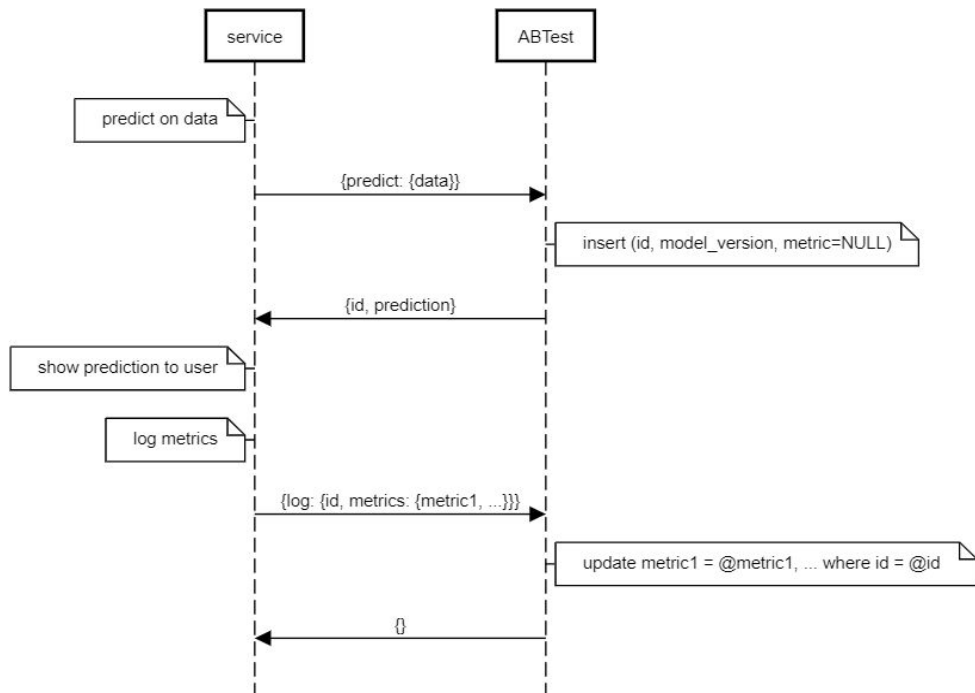 service
ABTest
predict on data
{predict: {data}}
insert (id, model_version, metric=NULL)
{id, prediction}
show prediction to user
log metrics
{log: {id, metrics: {metric1, ...}}}
update metric1 = @metric1, ... where id = @id
{}